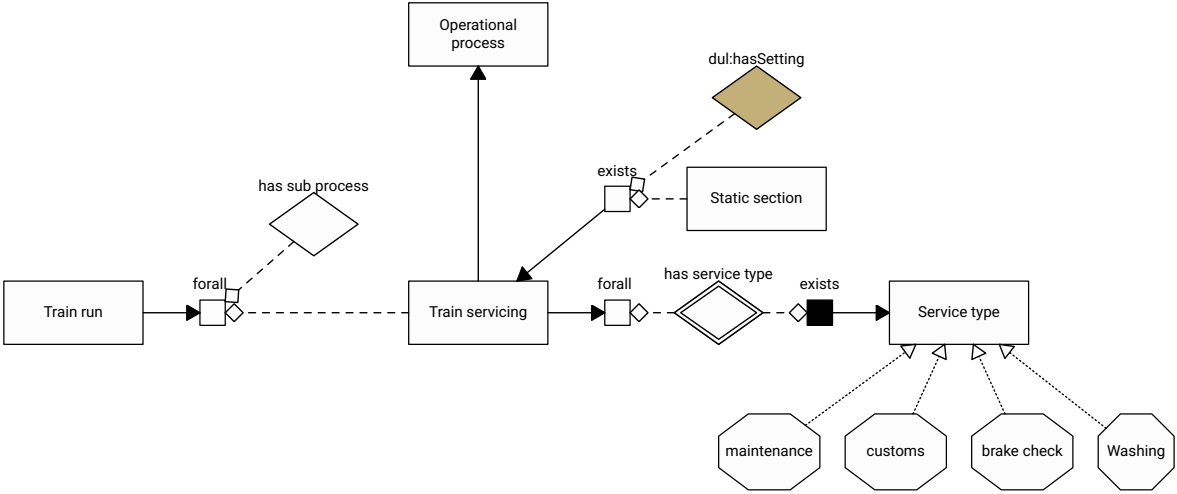 Operational
process
dul:hasSetting
exists
has sub process
Static section
forall
Train run
Train servicing
forall
has service type
exists
Service type
maintenance
customs
brake check
Washing